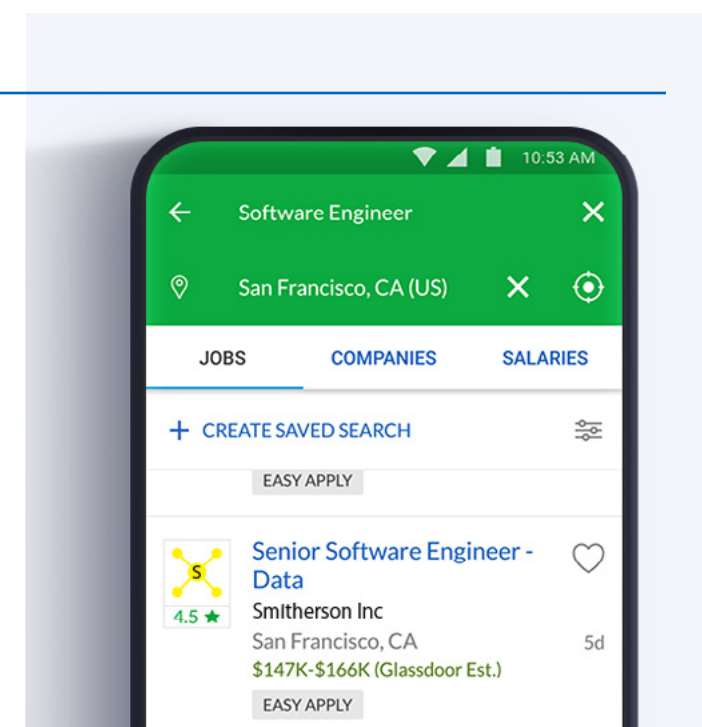 10:53 AM
Software Engineer
San Francisco, CA (US)
JOBS COMPANIES SALARIES
+ CREATE SAVED SEARCH
EASY APPLY
Senior Software Engineer -
Data
S
4.5 ★
Smitherson Inc
San Francisco, CA
5d
$147K-$166K (Glassdoor Est.)
EASY APPLY